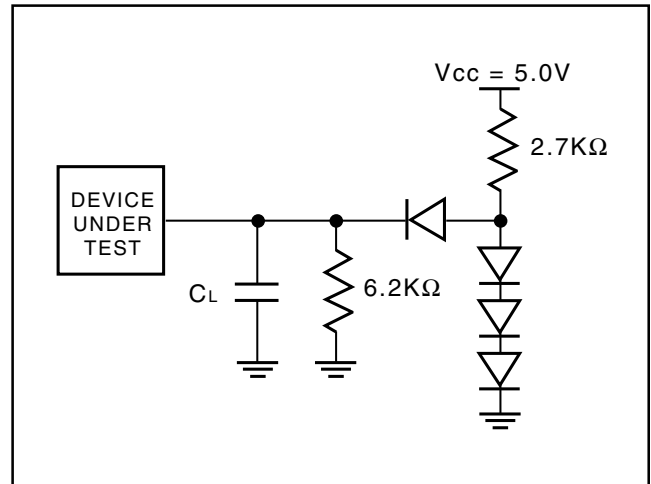 Vcc = 5.0V
2.7KΩ
DEVICE
UNDER
TEST
CL
6.2KΩ